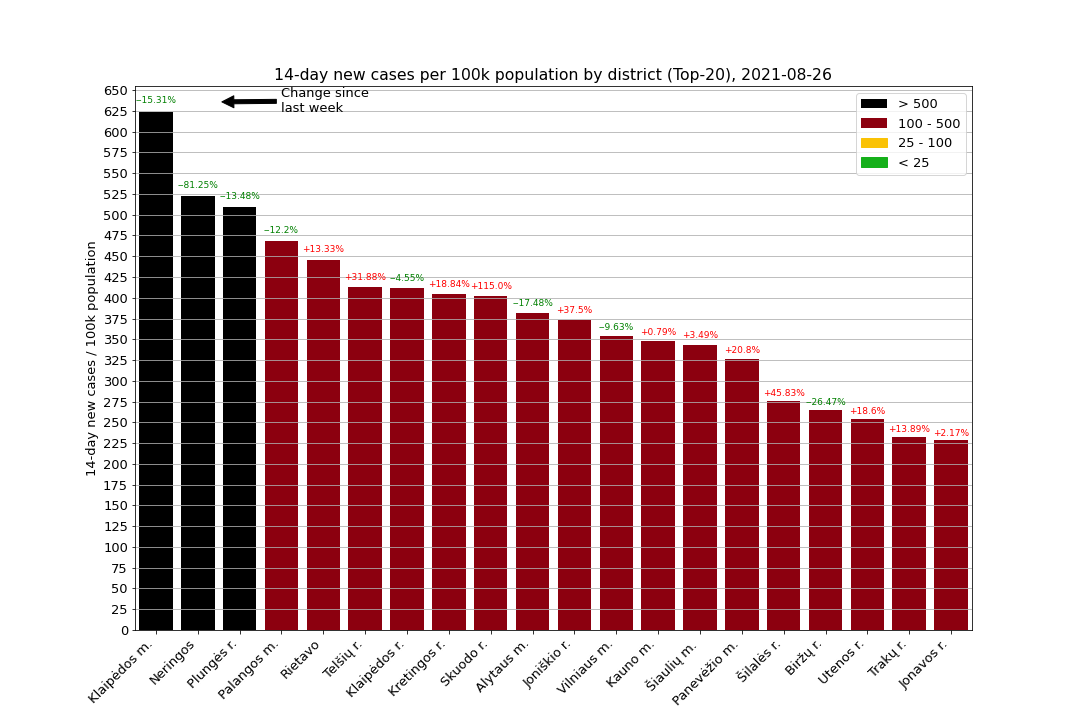 14-day new cases per 100k population by district (Top-20), 2021-08-26
Change since
last week
> 500
100 - 500
25 - 100
< 25
14-day new cases / 100k population
650
625
600
575
550
525
500
475
450
425
400
375
350
325
300
275
250
225
200
175
150
125
100
75
50
25
0
−15.31%
−81.25%
−13.48%
−12.2%
+13.33%
+31.88%
−4.55%
+18.84%
+115.0%
−17.48%
+37.5%
−9.63%
+0.79%
+3.49%
+20.8%
+45.83%
−26.47%
+18.6%
+13.89%
+2.17%
Klaipėdos m.
Neringos
Plungės r.
Palangos m.
Rietavo
Telšių r.
Klaipėdos r.
Kretingos r.
Skuodo r.
Alytaus m.
Joniškio r.
Vilniaus m.
Kauno m.
Šiaulių m.
Panevėžio m.
Šilalės r.
Biržų r.
Utenos r.
Trakų r.
Jonavos r.